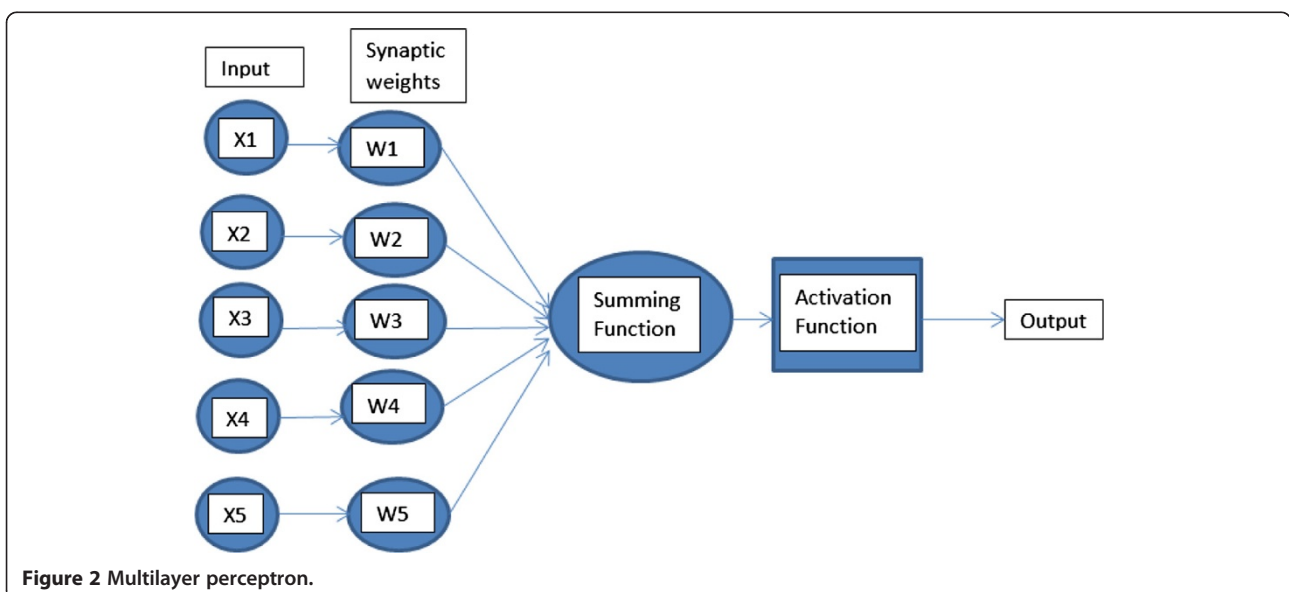 Input
Synaptic
weights
X1
W1
X2
W2
X3
W3
X4
W4
X5
W5
Summing
Function
Activation
Function
Output
Figure 2 Multilayer perceptron.